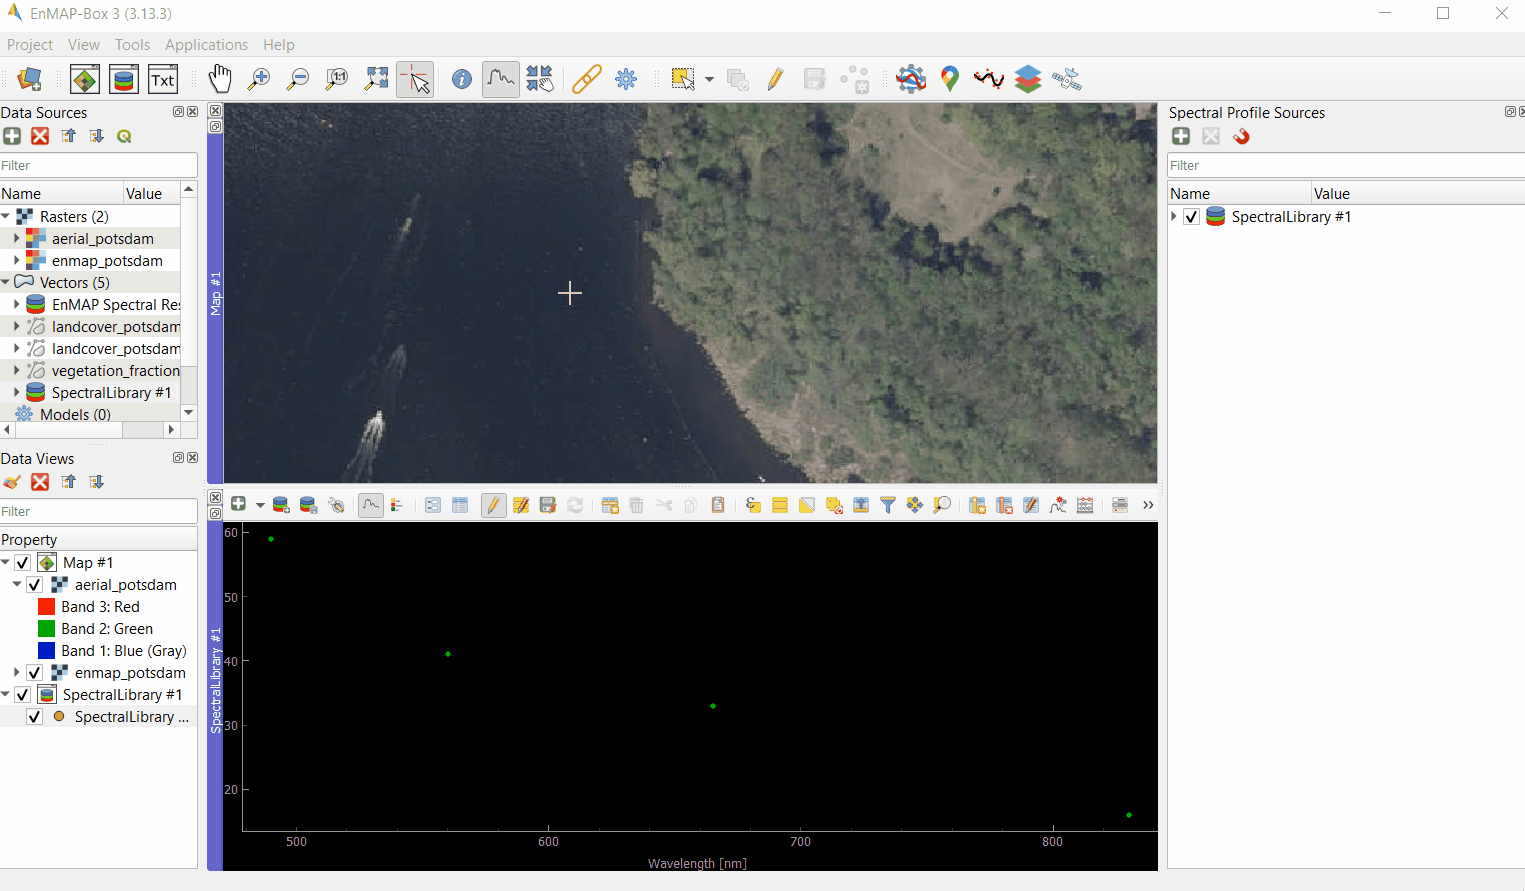 EnMAP-Box 3 (3.13.3)
Project View Tools Applications Help
1:1
Txt
Data Sources
Filter
Name Value
Rasters (2)
aerial_potsdam
enmap_potsdam
Vectors (5)
EnMAP Spectral Res
landcover_potsdam
landcover_potsdam
vegetation_fraction
SpectralLibrary #1
Models (0)
Data Views
Filter
Property
Map #1
aerial_potsdam
Band 3: Red
Band 2: Green
Band 1: Blue (Gray)
enmap_potsdam
SpectralLibrary #1
SpectralLibrary ...
Map #1
SpectralLibrary #1
60
50
40
30
20
500 600 700 800
Wavelength [nm]
Spectral Profile Sources
Filter
Name Value
SpectralLibrary #1